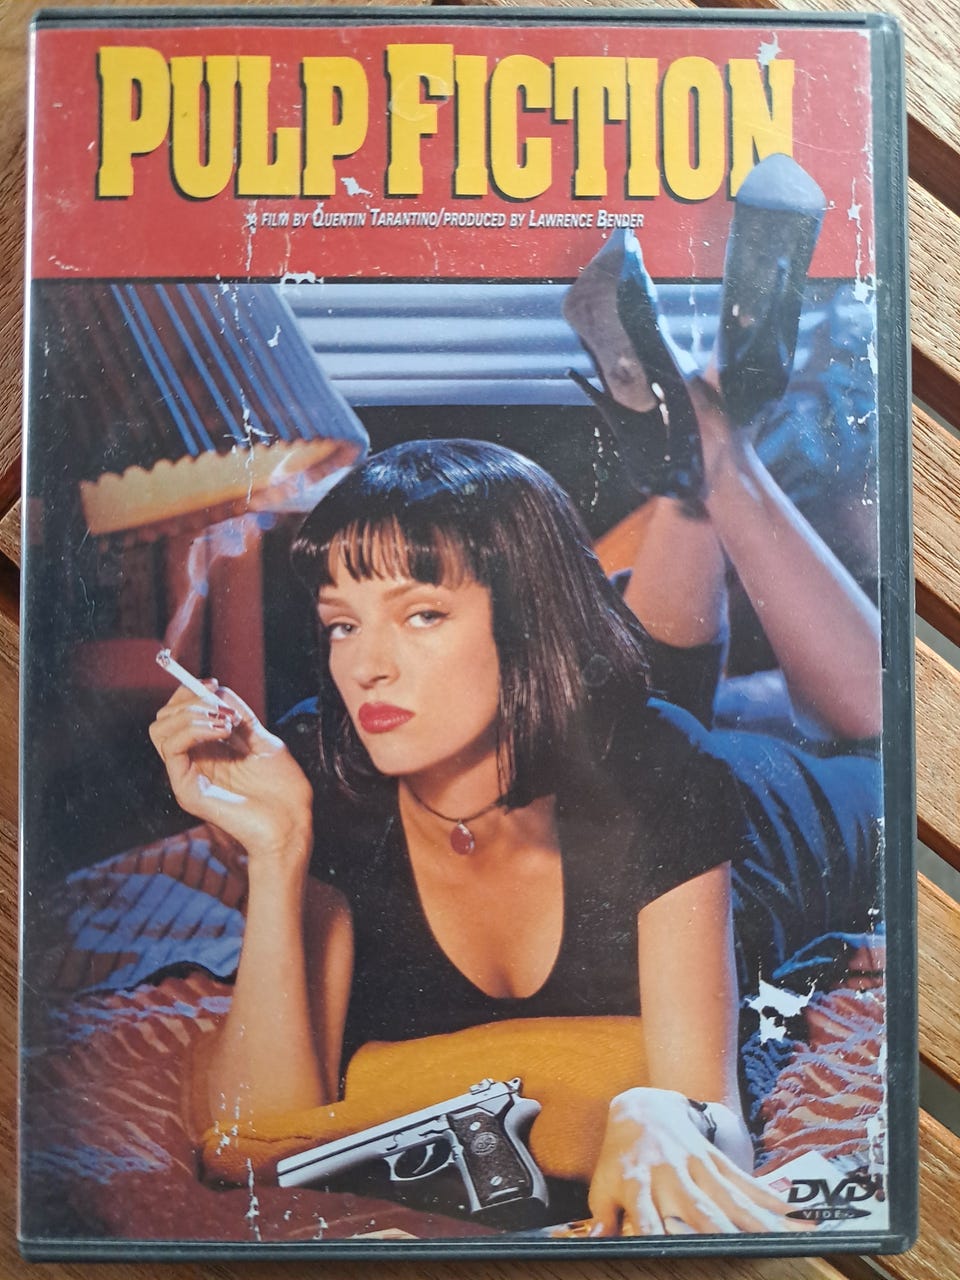 PULP FICTION
A FILM BY QUENTIN TARANTINO/PRODUCED BY LAWRENCE BENDER
DVD
VIDEO